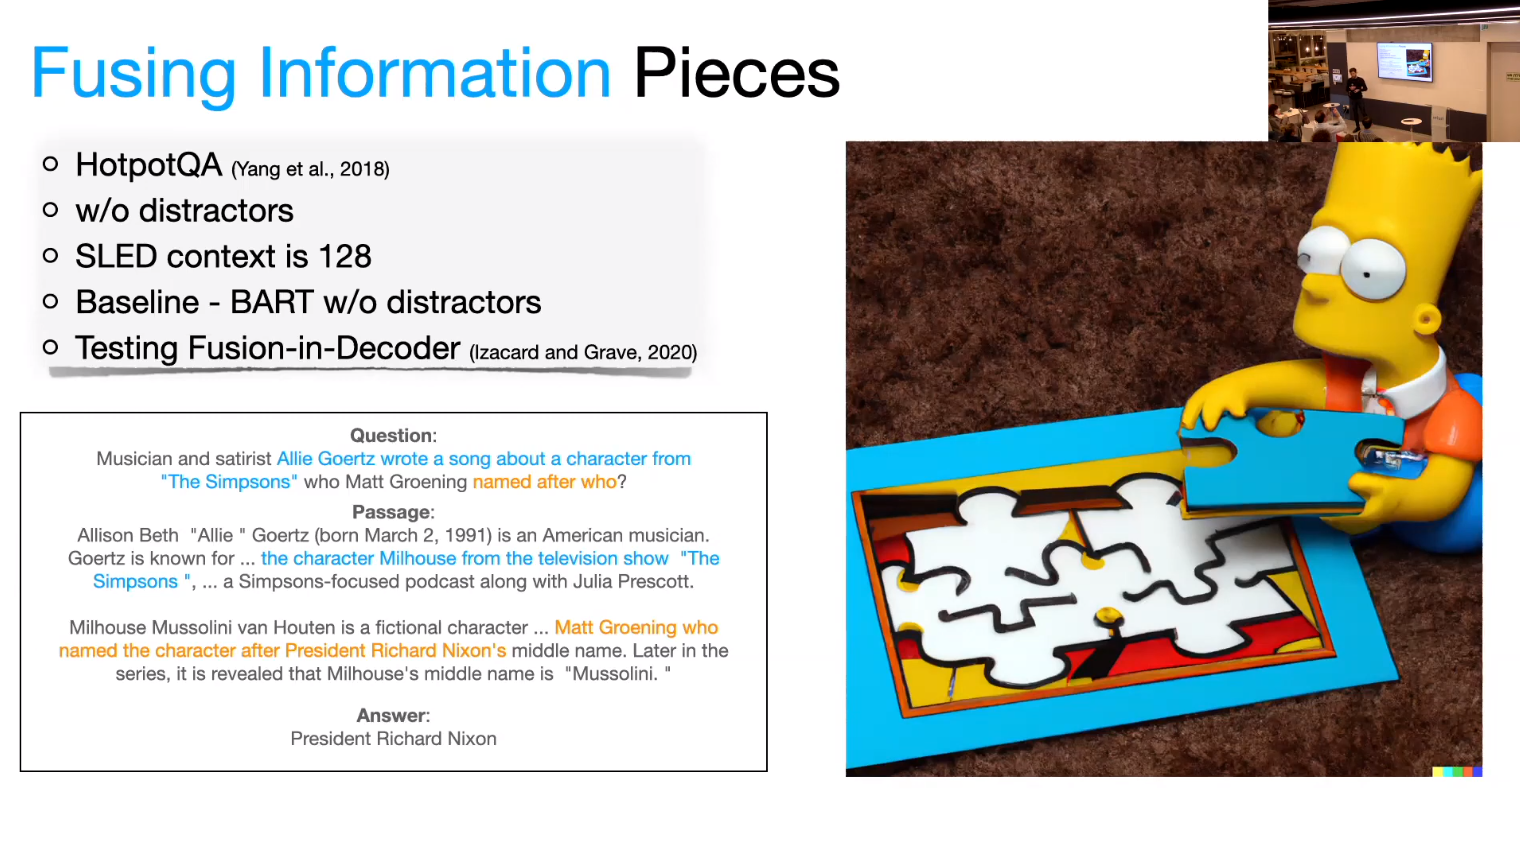 Fusing Information Pieces
HotpotQA (Yang et al., 2018)
w/o distractors
SLED context is 128
Baseline - BART w/o distractors
Testing Fusion-in-Decoder (Izacard and Grave, 2020)
Question:
Musician and satirist Allie Goertz wrote a song about a character from
"The Simpsons" who Matt Groening named after who?
Passage:
Allison Beth "Allie " Goertz (born March 2, 1991) is an American musician.
Goertz is known for ... the character Milhouse from the television show "The
Simpsons ", ... a Simpsons-focused podcast along with Julia Prescott.
Milhouse Mussolini van Houten is a fictional character ... Matt Groening who
named the character after President Richard Nixon's middle name. Later in the
series, it is revealed that Milhouse's middle name is "Mussolini. "
Answer:
President Richard Nixon